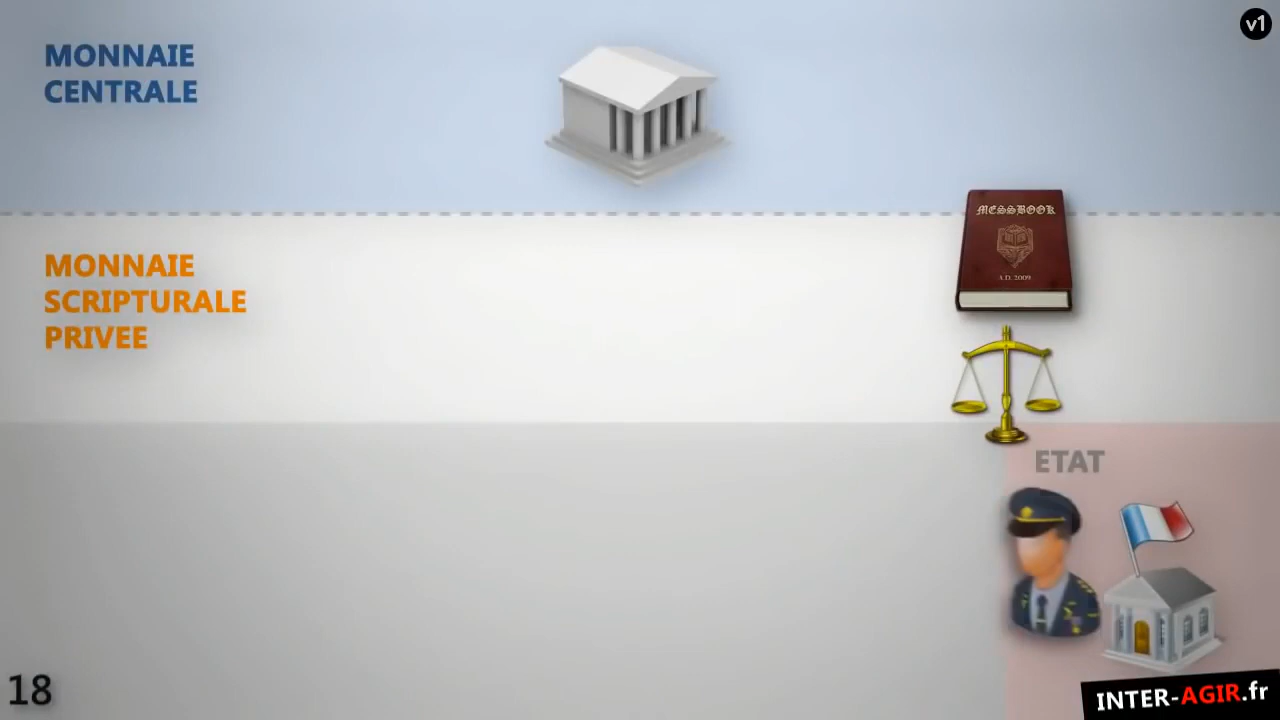 v1
MONNAIE
CENTRALE
MESSBOOK
A.D. 2009
MONNAIE
SCRIPTURALE
PRIVEE
ETAT
18
INTER-AGIR.fr